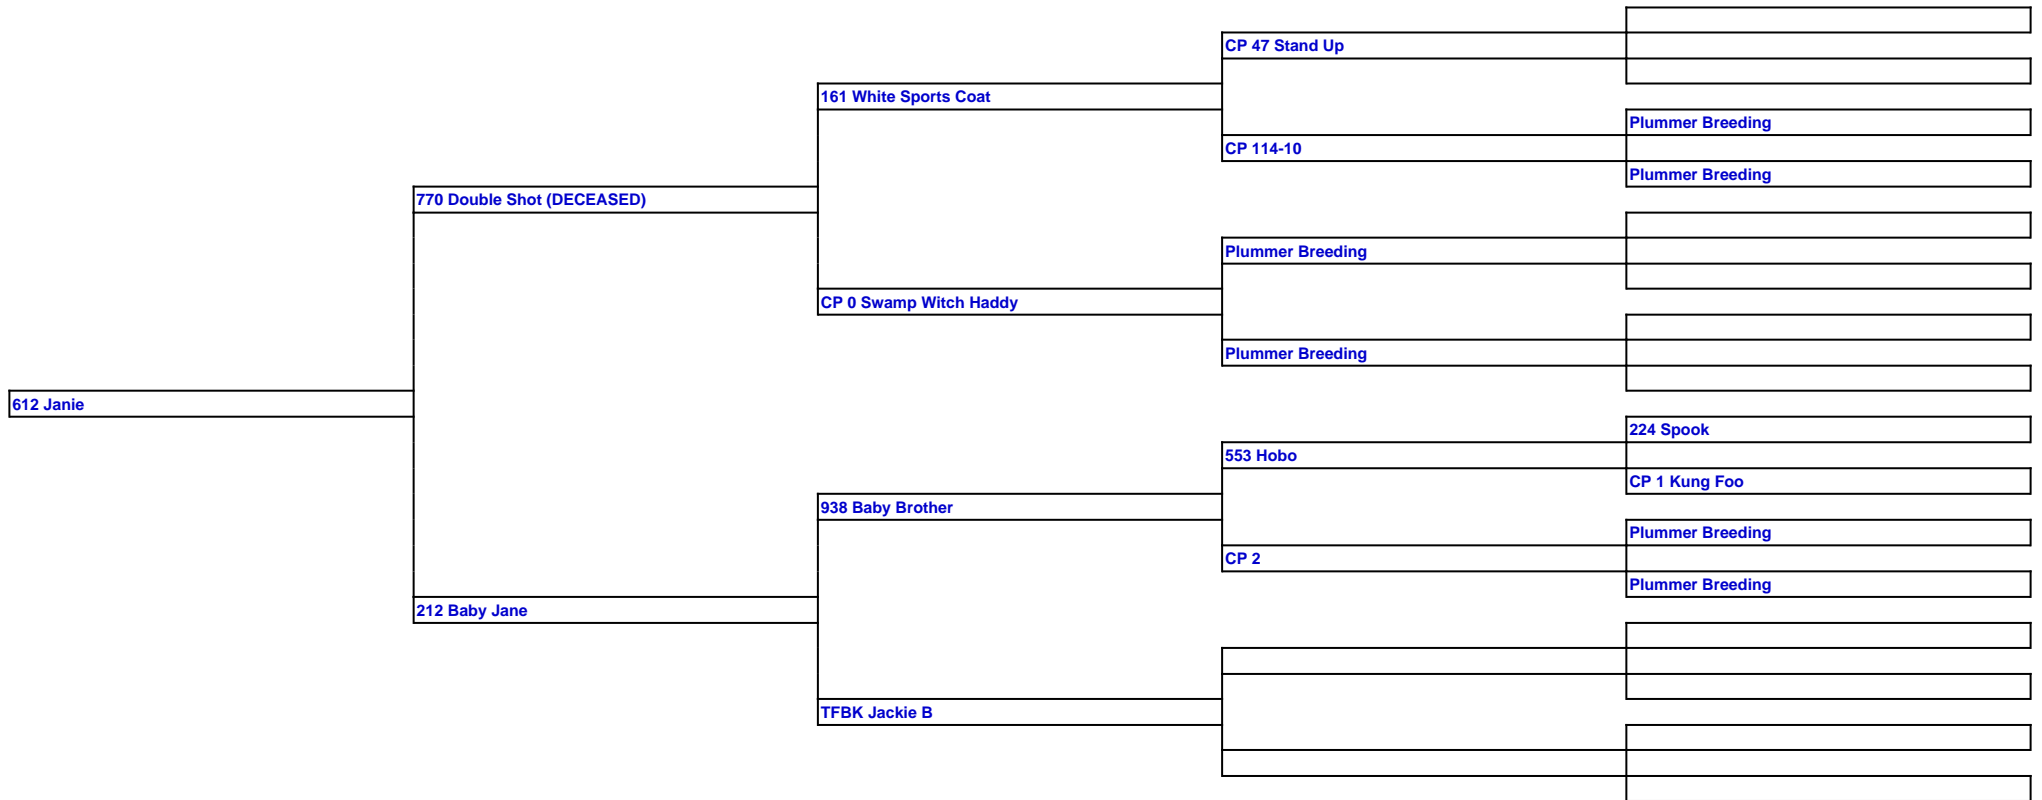 CP 47 Stand Up
161 White Sports Coat
Plummer Breeding
CP 114-10
Plummer Breeding
770 Double Shot (DECEASED)
Plummer Breeding
CP 0 Swamp Witch Haddy
Plummer Breeding
612 Janie
224 Spook
553 Hobo
CP 1 Kung Foo
938 Baby Brother
Plummer Breeding
CP 2
Plummer Breeding
212 Baby Jane
TFBK Jackie B